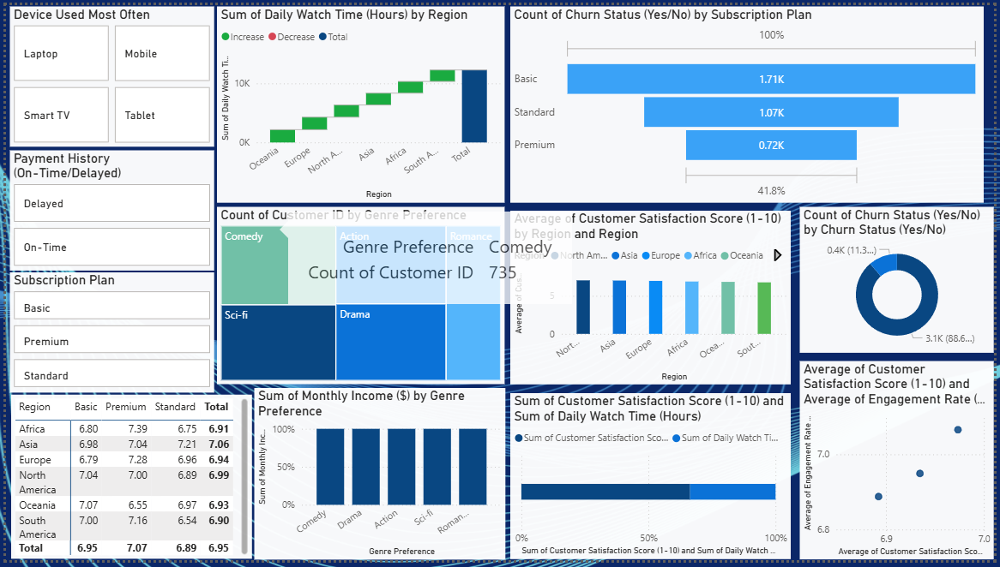 Device Used Most Often
Laptop
Mobile
Smart TV
Tablet
Payment History
(On-Time/Delayed)
Delayed
On-Time
Subscription Plan
Basic
Premium
Standard
Region Basic Premium Standard Total
Africa 6.80 7.39 6.75 6.91
Asia 6.98 7.04 7.21 7.06
Europe 6.79 7.28 6.96 6.94
North America 7.04 7.00 6.89 6.99
Oceania 7.07 6.55 6.97 6.93
South America 7.00 7.16 6.54 6.90
Total 6.95 7.07 6.89 6.95
Sum of Daily Watch Time (Hours) by Region
Increase Decrease Total
Sum of Daily Watch Ti...
10K
0K
Oceania
Europe
North A...
Asia
Africa
South A...
Total
Region
Count of Churn Status (Yes/No) by Subscription Plan
100%
Basic
1.71K
Standard
1.07K
Premium
0.72K
41.8%
Count of Customer ID by Genre Preference
Comedy
Action
Romance
Sci-fi
Drama
Genre Preference Comedy
Count of Customer ID 735
Average of Customer Satisfaction Score (1-10)
by Region and Region
Region North Am... Asia Europe Africa Oceania
Average of Cus...
5
0
Nort...
Asia
Europe
Africa
Ocea...
Sout...
Region
Count of Churn Status (Yes/No)
by Churn Status (Yes/No)
0.4K (11.3...)
3.1K (88.6...)
Sum of Monthly Income ($) by Genre
Preference
Sum of Monthly Inc...
100%
50%
0%
Comedy
Drama
Action
Sci-fi
Roman...
Genre Preference
Sum of Customer Satisfaction Score (1-10) and
Sum of Daily Watch Time (Hours)
Sum of Customer Satisfaction Sco... Sum of Daily Watch Ti...
0%
50%
100%
Sum of Customer Satisfaction Score (1-10) and Sum of Daily Watch ...
Average of Customer
Satisfaction Score (1-10) and
Average of Engagement Rate (...
Average of Engagement Rate ...
7.0
6.8
6.9
7.0
Average of Customer Satisfaction Sco...